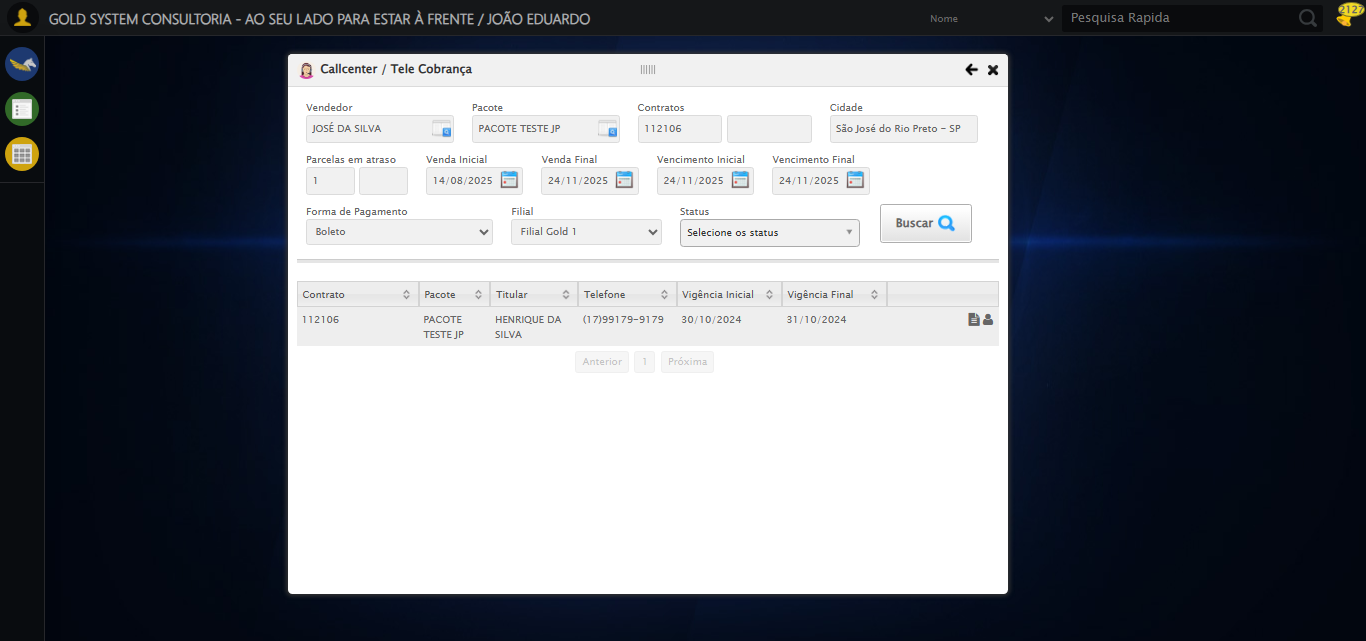 GOLD SYSTEM CONSULTORIA - AO SEU LADO PARA ESTAR À FRENTE / JOÃO EDUARDO
Nome
Pesquisa Rapida
2127
Callcenter / Tele Cobrança
Vendedor Pacote Contratos Cidade
JOSÉ DA SILVA PACOTE TESTE JP 112106 São José do Rio Preto - SP
Parcelas em atraso Venda Inicial Venda Final Vencimento Inicial Vencimento Final
1 14/08/2025 24/11/2025 24/11/2025 24/11/2025
Forma de Pagamento Filial Status
Boleto Filial Gold 1 Selecione os status Buscar
Contrato Pacote Titular Telefone Vigência Inicial Vigência Final
112106 PACOTE HENRIQUE DA (17)99179-9179 30/10/2024 31/10/2024
TESTE JP SILVA
Anterior 1 Próxima